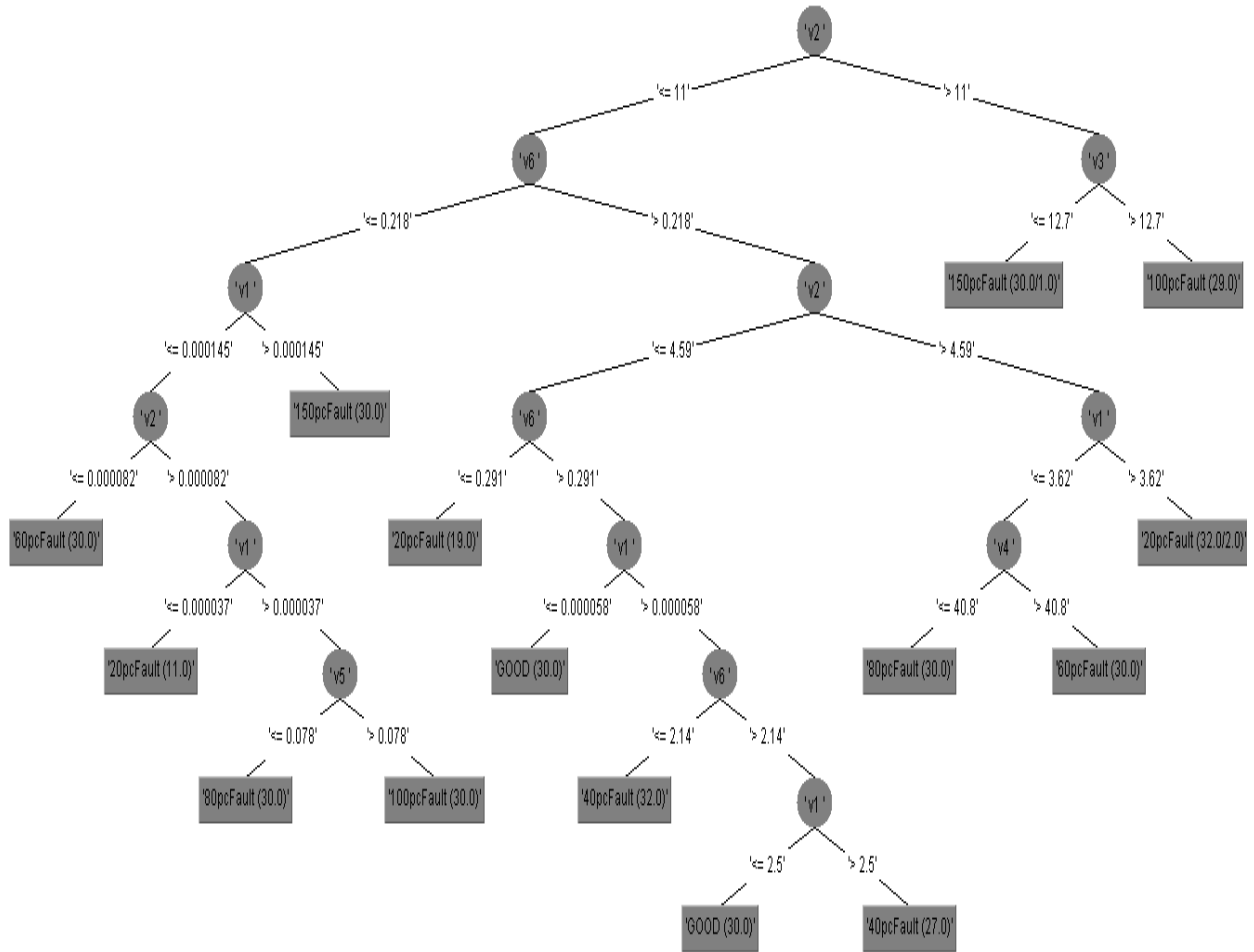 'v2 '
'<= 11' '> 11'
'v6 ' 'v3 '
'<= 0.218' '> 0.218' '<= 12.7' '> 12.7'
'v1 ' 'v2 ' '150pcFault (30.0/1.0)' '100pcFault (29.0)'
'<= 0.000145' '> 0.000145' '<= 4.59' '> 4.59'
'v2 ' '150pcFault (30.0)' 'v6 ' 'v1 '
'<= 0.000082' '> 0.000082' '<= 0.291' '> 0.291' '<= 3.62' '> 3.62'
'60pcFault (30.0)' 'v1 ' '20pcFault (19.0)' 'v1 ' 'v4 ' '20pcFault (32.0/2.0)'
'<= 0.000037' '> 0.000037' '<= 0.000058' '> 0.000058' '<= 40.8' '> 40.8'
'20pcFault (11.0)' 'v5 ' 'GOOD (30.0)' 'v6 ' '80pcFault (30.0)' '60pcFault (30.0)'
'<= 0.078' '> 0.078' '<= 2.14' '> 2.14'
'80pcFault (30.0)' '100pcFault (30.0)' '40pcFault (32.0)' 'v1 '
'<= 2.5' '> 2.5'
'GOOD (30.0)' '40pcFault (27.0)'